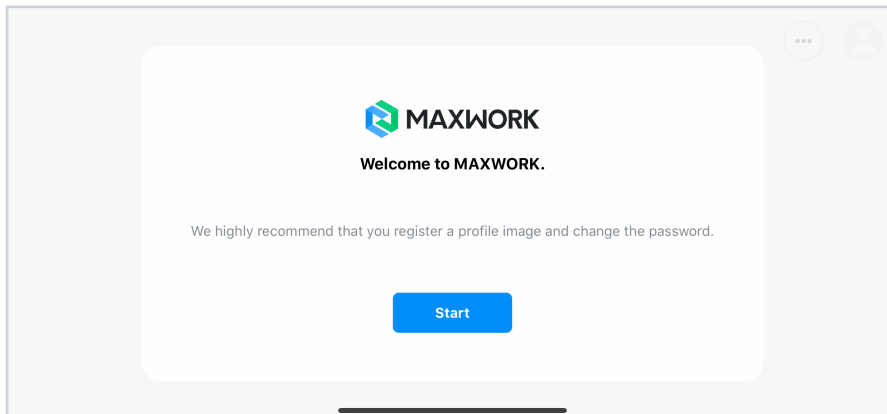 MAXWORK
Welcome to MAXWORK.
We highly recommend that you register a profile image and change the password.
Start